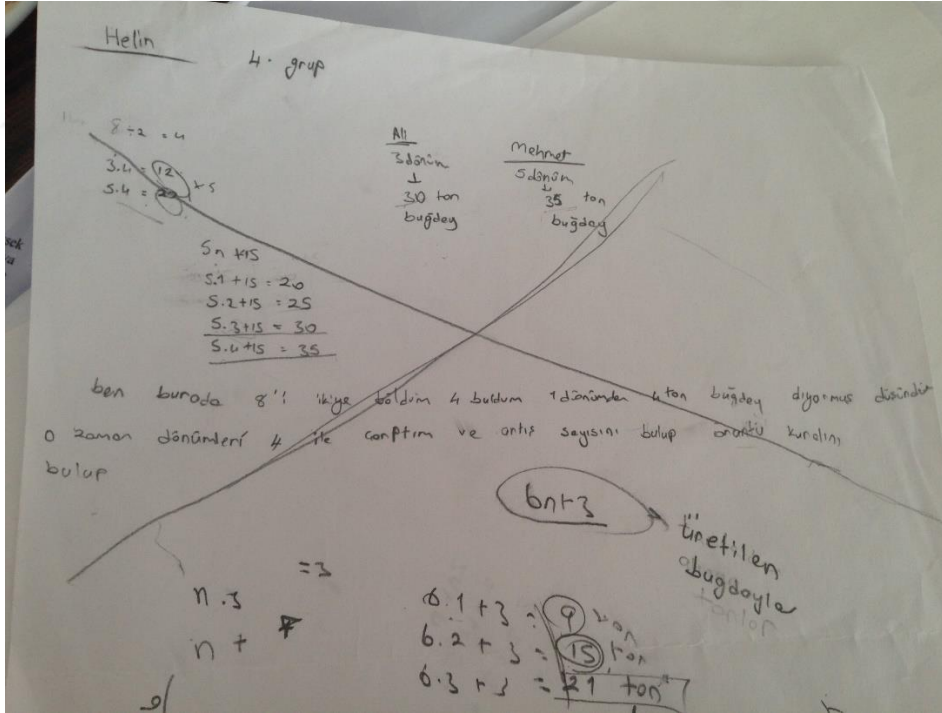 Helin
4. grup
8÷2 = 4
3.4 = 12
5.4 = 20
Ali
3 dönüm
↓
30 ton
buğday
Mehmet
5 dönüm
↓
35 ton
buğday
5n +15
5.1 +15 = 20
5.2 +15 = 25
5.3+15 = 30
5.4+15 = 35
ben burada 8'i ikiye böldüm 4 buldum 1 dönümden 4 ton buğday diyormuş
o zaman dönümleri 4 ile çarptım ve artış sayısını bulup örüntü kuralını
bulup
6n+3
üretilen
buğdayla
tonlar
=3
n.3
n +
6.1 + 3 = 9 ton
6.2 + 3 = 15 ton
6.3 + 3 = 21 ton